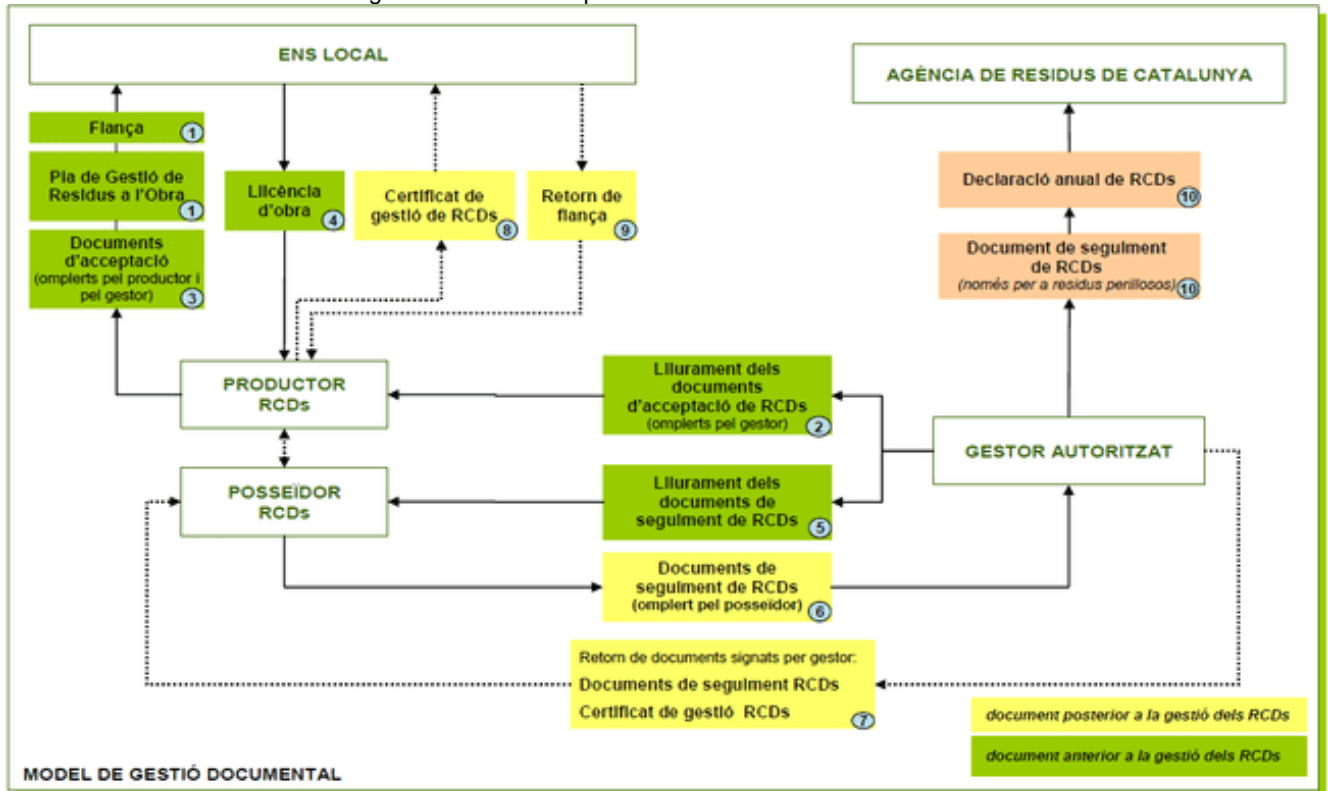 ENS LOCAL
AGÈNCIA DE RESIDUS DE CATALUNYA
Fiança
1
Pla de Gestió de
Residus a l'Obra
1
Documents
d'acceptació
(omplerts pel productor i
pel gestor)
3
Llicència
d'obra
4
Certificat de
gestió de RCDs
8
Retorn de
fiança
9
Declaració anual de RCDs
10
Document de seguiment
de RCDs
(només per a residus perillosos)
10
PRODUCTOR
RCDs
Lliurament dels
documents
d'acceptació de RCDs
(omplerts pel gestor)
2
GESTOR AUTORITZAT
POSSEÏDOR
RCDs
Lliurament dels
documents de
seguiment de RCDs
5
Documents de
seguiment de RCDs
(omplert pel posseïdor)
6
Retorn de documents signats per gestor:
Documents de seguiment RCDs
Certificat de gestió RCDs
7
document posterior a la gestió dels RCDs
document anterior a la gestió dels RCDs
MODEL DE GESTIÓ DOCUMENTAL